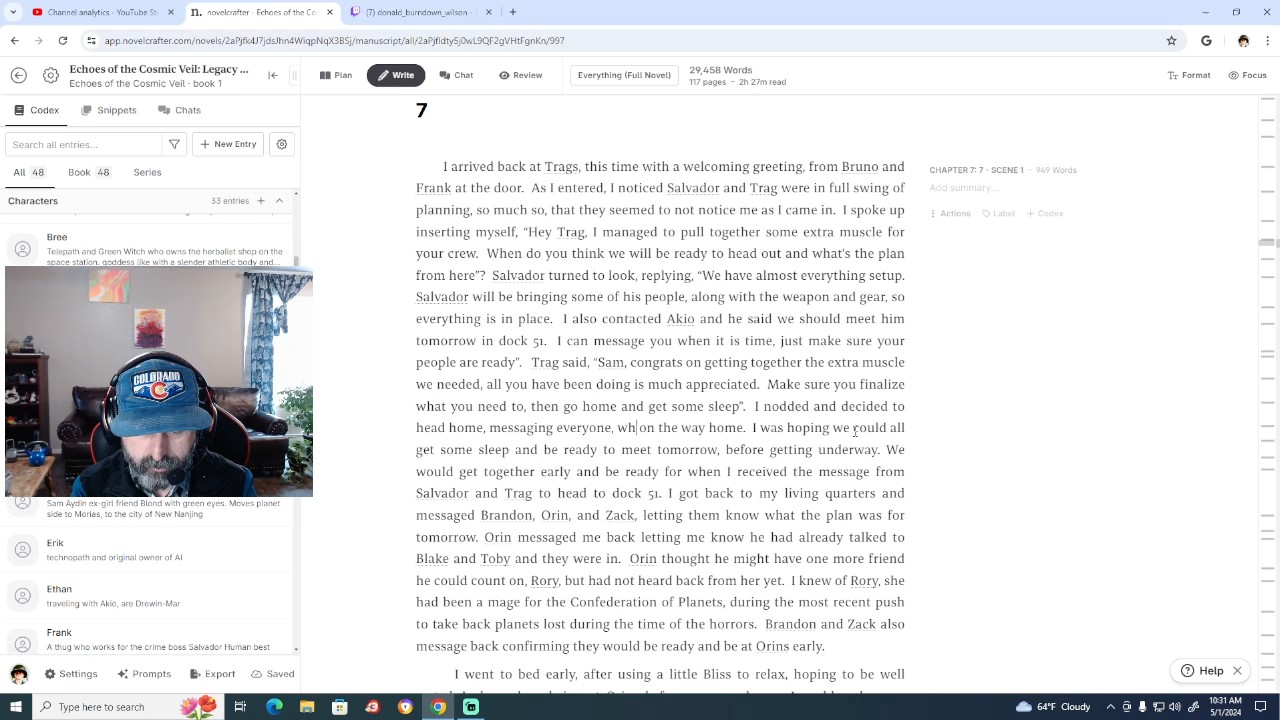 Channel analytics - YouTube Stu
novelcrafter - Echoes of the Cos
(1) Dog_alien - Twitch
app.novelcrafter.com/novel/2apJfldJwzpuJsdnlN9sfKj3BSj/manuscript/all/2apjflty5j0wL9QF2gVHtFgnKn/997
Echoes of the Cosmic Veil: Legacy ...
Echoes of the Cosmic Veil - book 1
Plan
Write
Chat
Review
Everything (Full Novel)
29,458 Words
117 pages – 2h 27m read
Format
Focus
Codex
Snippets
Chats
Search all entries...
New Entry
All 48
Book 48
Series
Characters
33 entries
Bree
Telepath and Green Witch who owns the herbalist shop on the
space station, goddess like with a slender athletic body and
Sam Aydin ex-girl friend Blond with green eyes. Moves planet
side to Morias, to the city of New Nanjing
Erik
technopath and original owner of AI
Ethan
traveling with Akio, are Drewin-Mar
Frank
A thug who works for the crime boss Salvador Human best
Settings
Prompts
Export
Saved
7
I arrived back at Trags, this time with a welcoming greeting, from Bruno and
Frank at the door. As I entered, I noticed Salvador and Trag were in full swing of
planning, so much so, that they seemed to not notice me as I came in. I spoke up
inserting myself, “Hey Trag, I managed to pull together some extra muscle for
your crew. When do you think we will be ready to head out and what's the plan
from here”? Salvador turned to look, replying, “We have almost everything setup.
Salvador will be bringing some of his people, along with the weapon and gear, so
everything is in place. I also contacted Akio and he said we should meet him
tomorrow in dock 51. I can message you when it is time, just make sure your
people are ready”. Trag said, “Sam, congrats on getting together the extra muscle
we needed, all you have been doing is much appreciated. Make sure you finalize
what you need to, then go home and get some sleep”. I nodded and decided to
head home, messaging everyone, wh on the way home. I was hoping we could all
get some sleep and be ready to meet tomorrow, before getting underway. We
would get together early and be ready for when I received the message from
Salvador and Trag to head to dock 51. I got back to my living quarters and
messaged Brandon, Orin, and Zack, letting them know what the plan was for
tomorrow. Orin messaged me back letting me know he had already talked to
Blake and Toby and they were in. Orin thought he might have one more friend
he could count on, Rory, but had not heard back from her yet. I knew of Rory, she
had been a mage for the Confederation of Planets, during the most recent push
to take back planets lost during the time of the horrors. Brandon and Zack also
message back confirming they would be ready and be at Orins early.
I went to bed early, after using a little Bliss to relax, hoping to be well
CHAPTER 7: 7 - SCENE 1 – 949 Words
Add summary...
Actions
Label
Codex
Help
COLORADO
Type here to search
64°F Cloudy
10:31 AM
5/1/2024